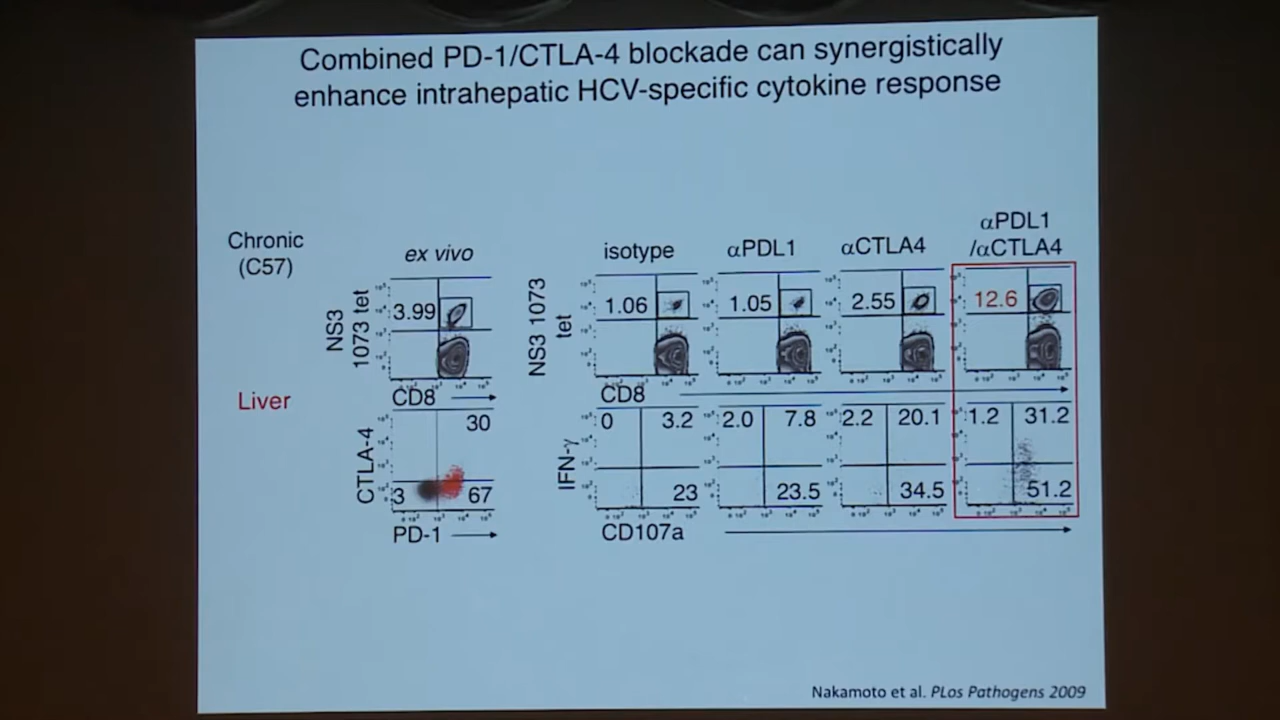 Combined PD-1/CTLA-4 blockade can synergistically
enhance intrahepatic HCV-specific cytokine response
Chronic
(C57)
Liver
ex vivo
NS3
1073 tet
3.99
CD8
CTLA-4
30
3
67
PD-1
isotype
αPDL1
αCTLA4
αPDL1
/αCTLA4
NS3 1073
tet
1.06
1.05
2.55
12.6
CD8
IFN-γ
0
3.2
2.0
7.8
2.2
20.1
1.2
31.2
23
23.5
34.5
51.2
CD107a
Nakamoto et al. PLos Pathogens 2009